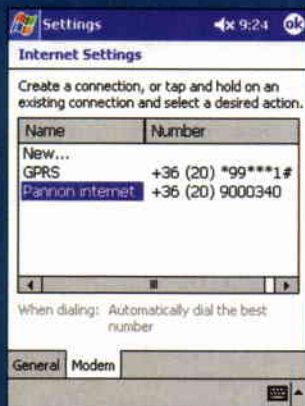 Settings 9:24 ok
Internet Settings
Create a connection, or tap and hold on an
existing connection and select a desired action.
Name Number
New...
GPRS +36 (20) *99***1#
Pannon internet +36 (20) 9000340
When dialing: Automatically dial the best
number
General Modem